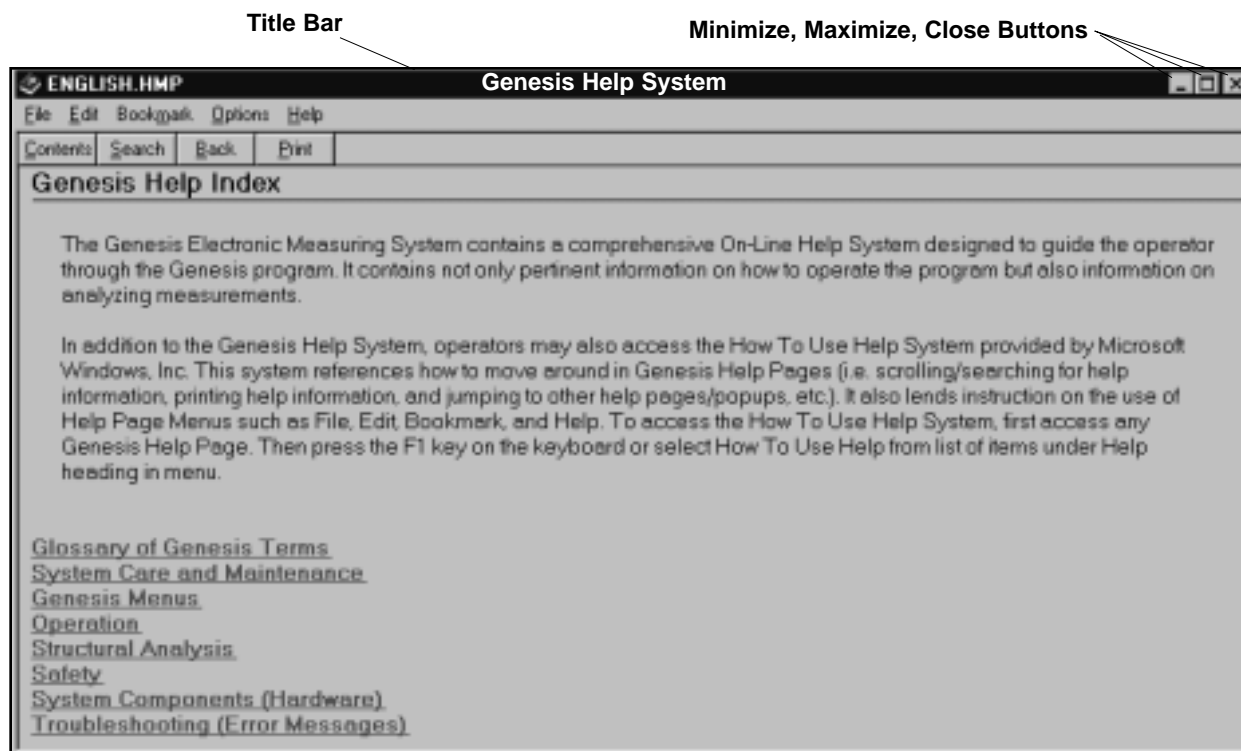 Title Bar
Minimize, Maximize, Close Buttons
ENGLISH.HMP Genesis Help System
File Edit Bookmark Options Help
Contents Search Back Print
Genesis Help Index
The Genesis Electronic Measuring System contains a comprehensive On-Line Help System designed to guide the operator
through the Genesis program. It contains not only pertinent information on how to operate the program but also information on
analyzing measurements.
In addition to the Genesis Help System, operators may also access the How To Use Help System provided by Microsoft
Windows, Inc. This system references how to move around in Genesis Help Pages (i.e. scrolling/searching for help
information, printing help information, and jumping to other help pages/popups, etc.). It also lends instruction on the use of
Help Page Menus such as File, Edit, Bookmark, and Help. To access the How To Use Help System, first access any
Genesis Help Page. Then press the F1 key on the keyboard or select How To Use Help from list of items under Help
heading in menu.
Glossary of Genesis Terms
System Care and Maintenance
Genesis Menus
Operation
Structural Analysis
Safety
System Components (Hardware)
Troubleshooting (Error Messages)